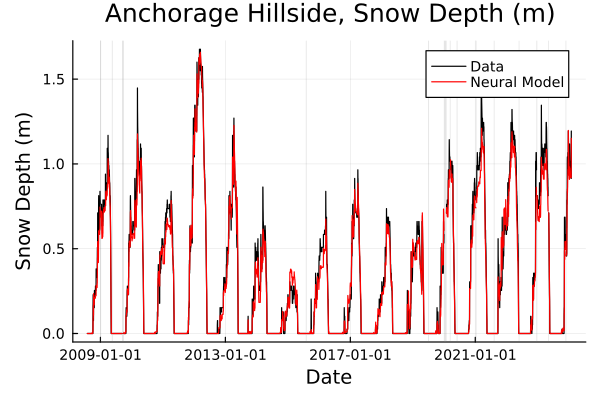 Anchorage Hillside, Snow Depth (m)
Data
Neural Model
1.5
1.0
0.5
0.0
Snow Depth (m)
2009-01-01 2013-01-01 2017-01-01 2021-01-01
Date